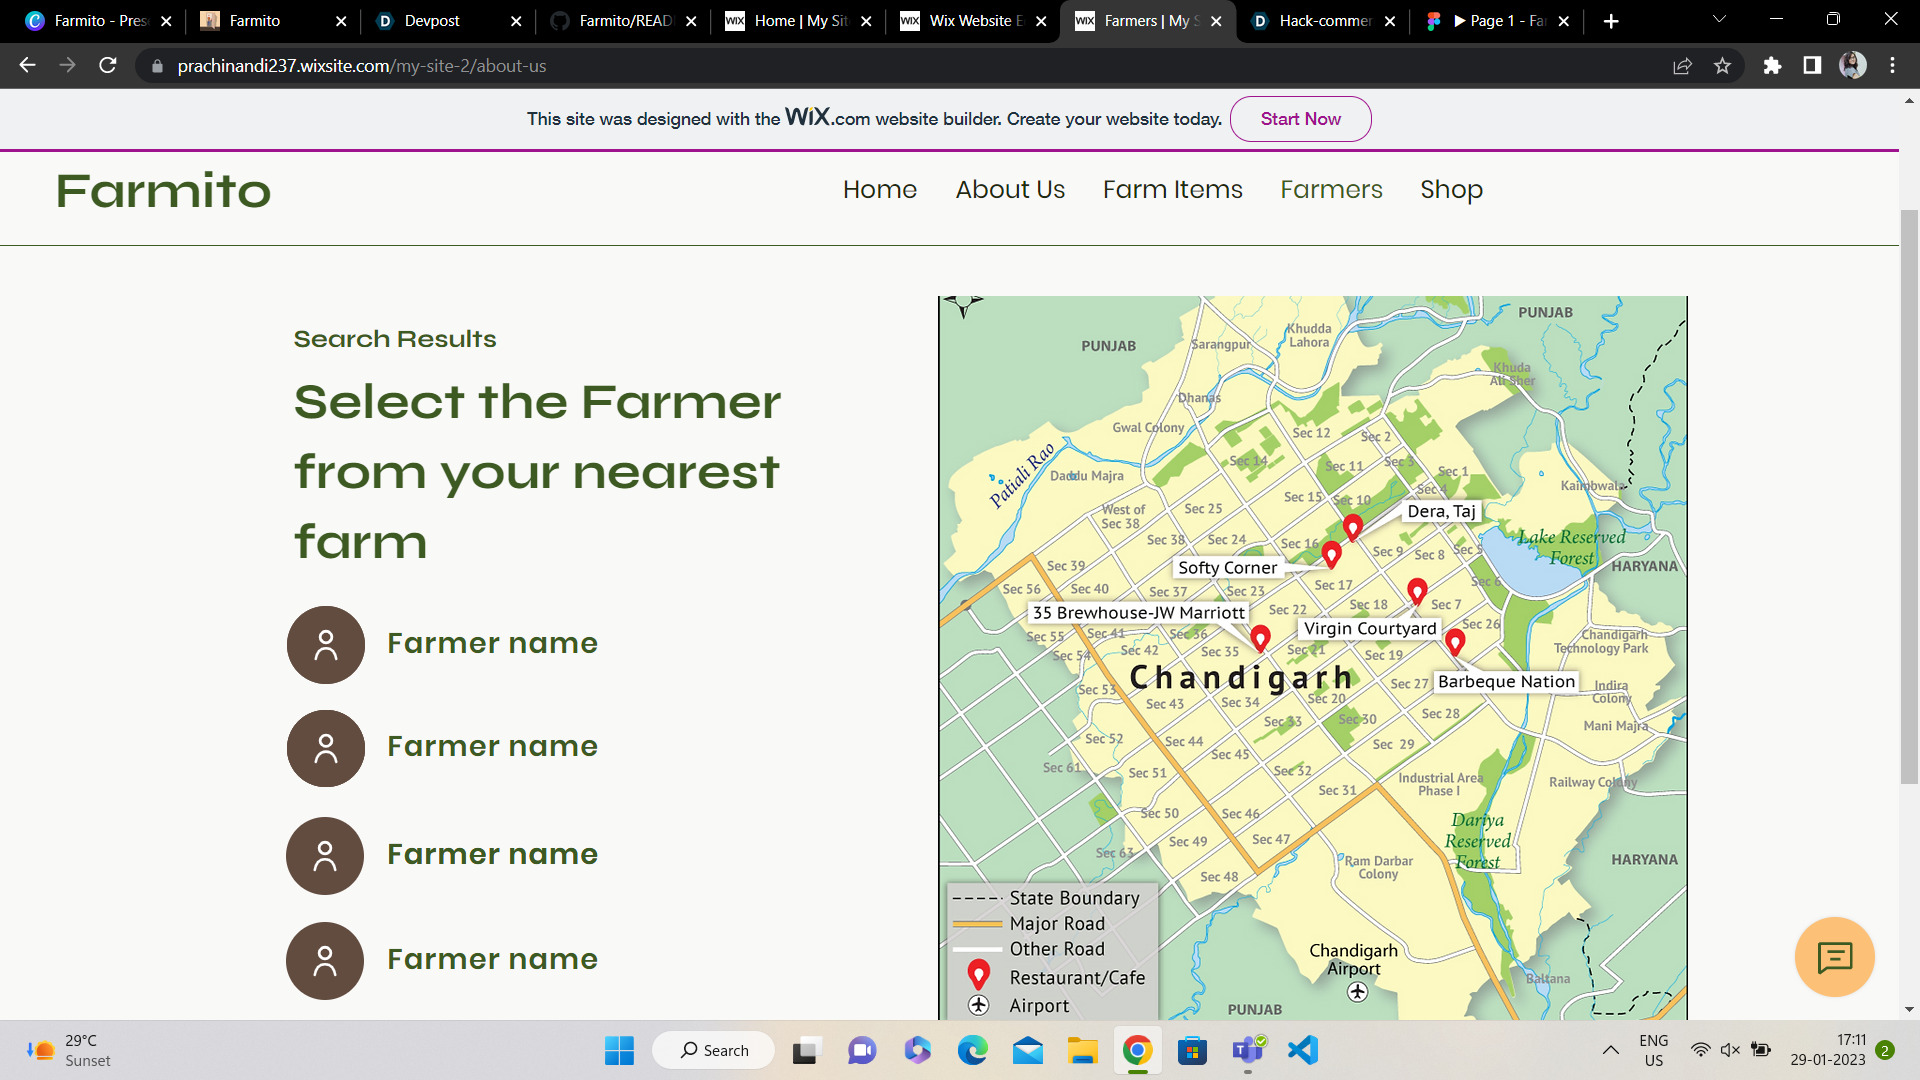 Farmito - Pres
Farmito
Devpost
Farmito/READ
Home | My Sit
Wix Website E
Farmers | My S
Hack-commer
▶ Page 1 - Fa
prachinandi237.wixsite.com/my-site-2/about-us
This site was designed with the WiX.com website builder. Create your website today.
Start Now
Farmito
Home
About Us
Farm Items
Farmers
Shop
Search Results
Select the Farmer
from your nearest
farm
Farmer name
Farmer name
Farmer name
Farmer name
PUNJAB
PUNJAB
Khudda
Lahora
Sarangpur
Khuda
Ali Sher
Dhanas
Gwal Colony
Sec 12
Sec 2
Patiali Rao
Daddu Majra
Sec 14
Sec 11
Sec 3
Sec 1
Kaimbwala
Sec 15
Sec 10
Sec 4
West of
Sec 38
Sec 25
Dera, Taj
Sec 38
Sec 24
Sec 16
Sec 9
Sec 8
Sec 5
Lake Reserved
Forest
HARYANA
Sec 39
Softy Corner
Sec 56
Sec 40
Sec 37
Sec 23
Sec 17
Sec 6
35 Brewhouse-JW Marriott
Sec 22
Sec 18
Sec 7
Sec 55
Sec 41
Sec 36
Virgin Courtyard
Sec 26
Chandigarh
Technology Park
Sec 54
Sec 42
Sec 35
Sec 21
Sec 19
Chandigarh
Sec 27
Barbeque Nation
Indira
Colony
Sec 53
Sec 43
Sec 34
Sec 20
Sec 33
Sec 30
Sec 28
Mani Majra
Sec 52
Sec 44
Sec 45
Sec 29
Sec 61
Sec 51
Sec 32
Sec 31
Industrial Area
Phase I
Railway Colony
Sec 50
Sec 46
Sec 49
Sec 47
Dariya
Reserved
Forest
Sec 63
Sec 48
Ram Darbar
Colony
HARYANA
State Boundary
Major Road
Other Road
Restaurant/Cafe
Airport
Chandigarh
Airport
Baltana
PUNJAB
29°C
Sunset
Search
ENG
US
17:11
29-01-2023
2